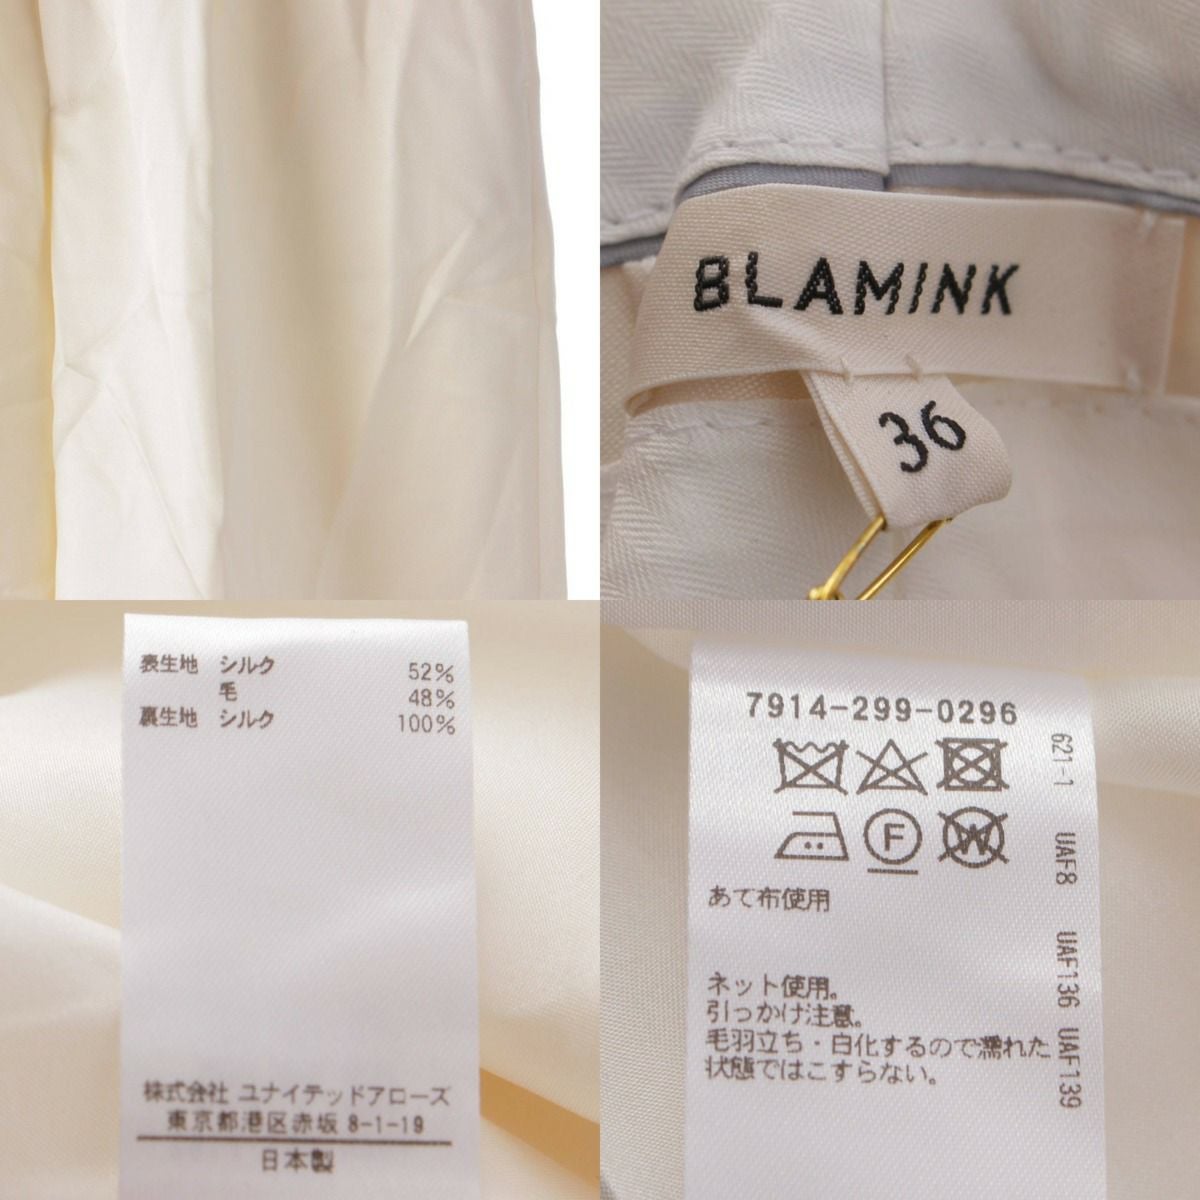 BLAMINK
36
表生地 シルク 52%
毛 48%
裏生地 シルク 100%
株式会社 ユナイテッドアローズ
東京都港区赤坂 8-1-19
日本製
7914-299-0296
F
W
あて布使用
ネット使用。
引っかけ注意。
毛羽立ち・白化するので濡れた
状態ではこすらない。
621-1 UAF8 UAF136 UAF139